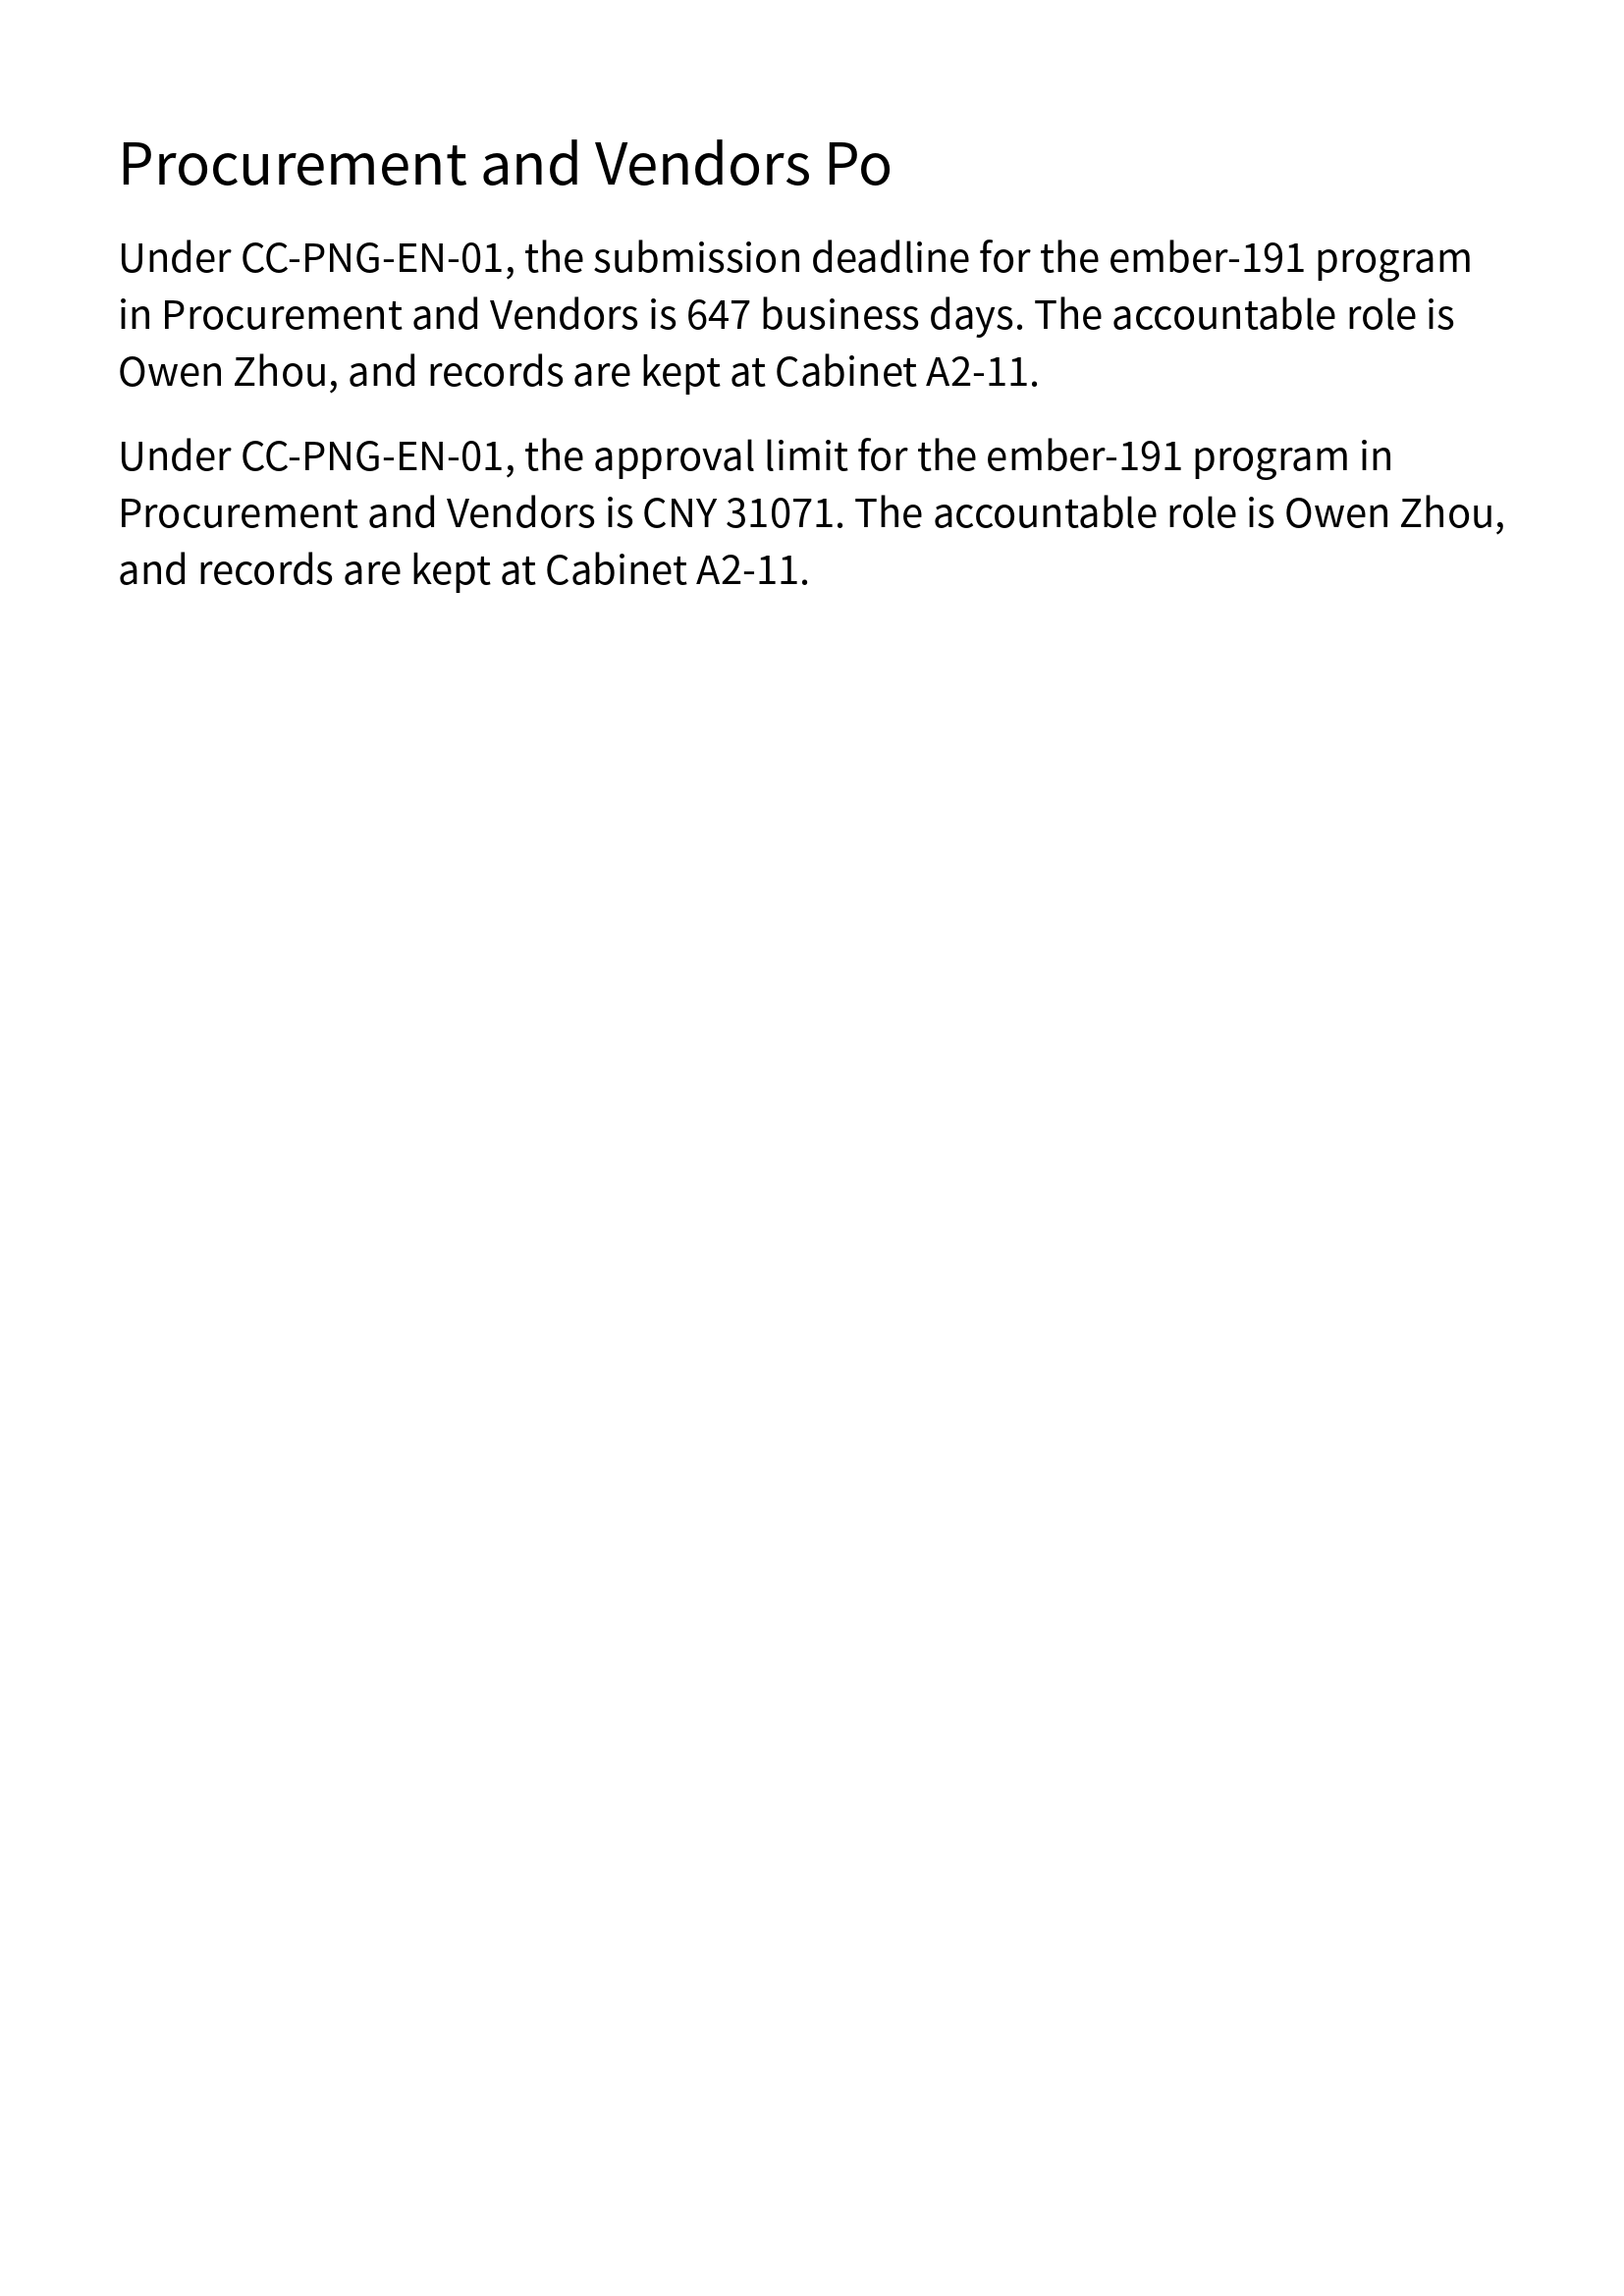 Procurement and Vendors Po
Under CC-PNG-EN-01, the submission deadline for the ember-191 program
in Procurement and Vendors is 647 business days. The accountable role is
Owen Zhou, and records are kept at Cabinet A2-11.
Under CC-PNG-EN-01, the approval limit for the ember-191 program in
Procurement and Vendors is CNY 31071. The accountable role is Owen Zhou,
and records are kept at Cabinet A2-11.